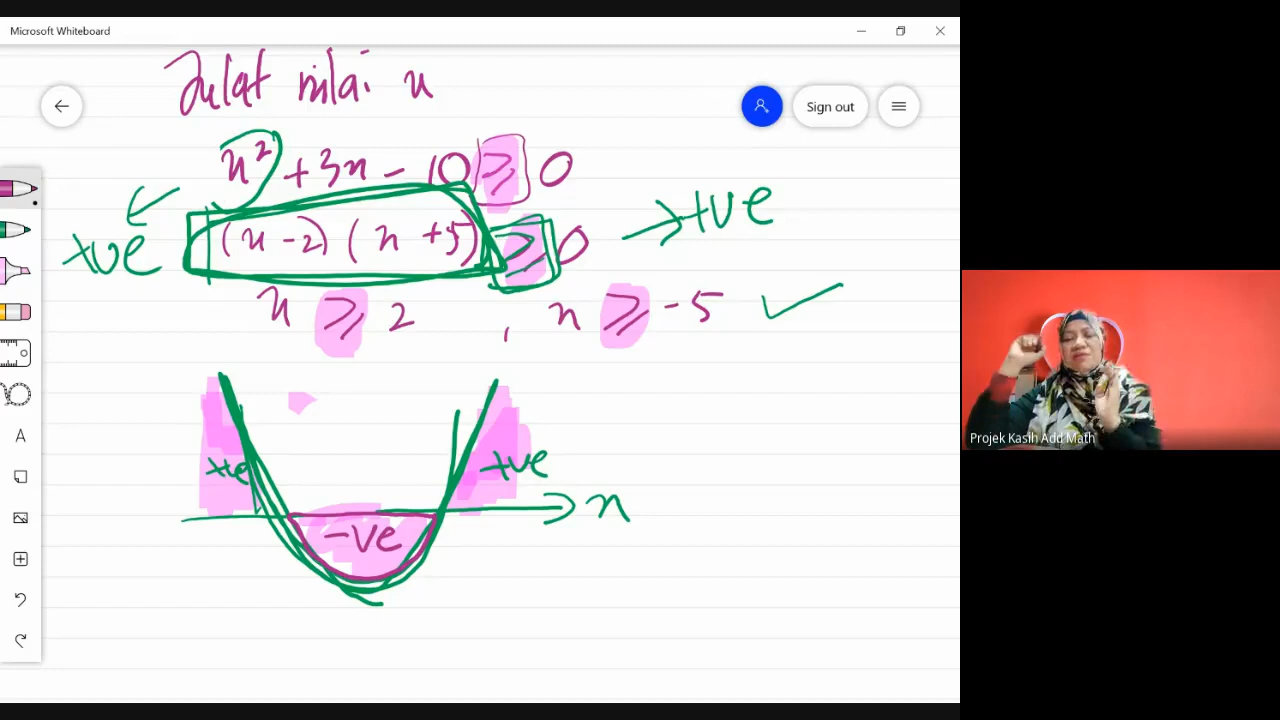 Microsoft Whiteboard
Julat nilai x
Sign out
x² + 3x - 10 ≥ 0
(x - 2) (x + 5) ≥ 0
→ +ve
+ve
x ≥ 2 , x ≥ -5 ✓
+ve
+ve
x
-ve
A
Projek Kasih Add Math